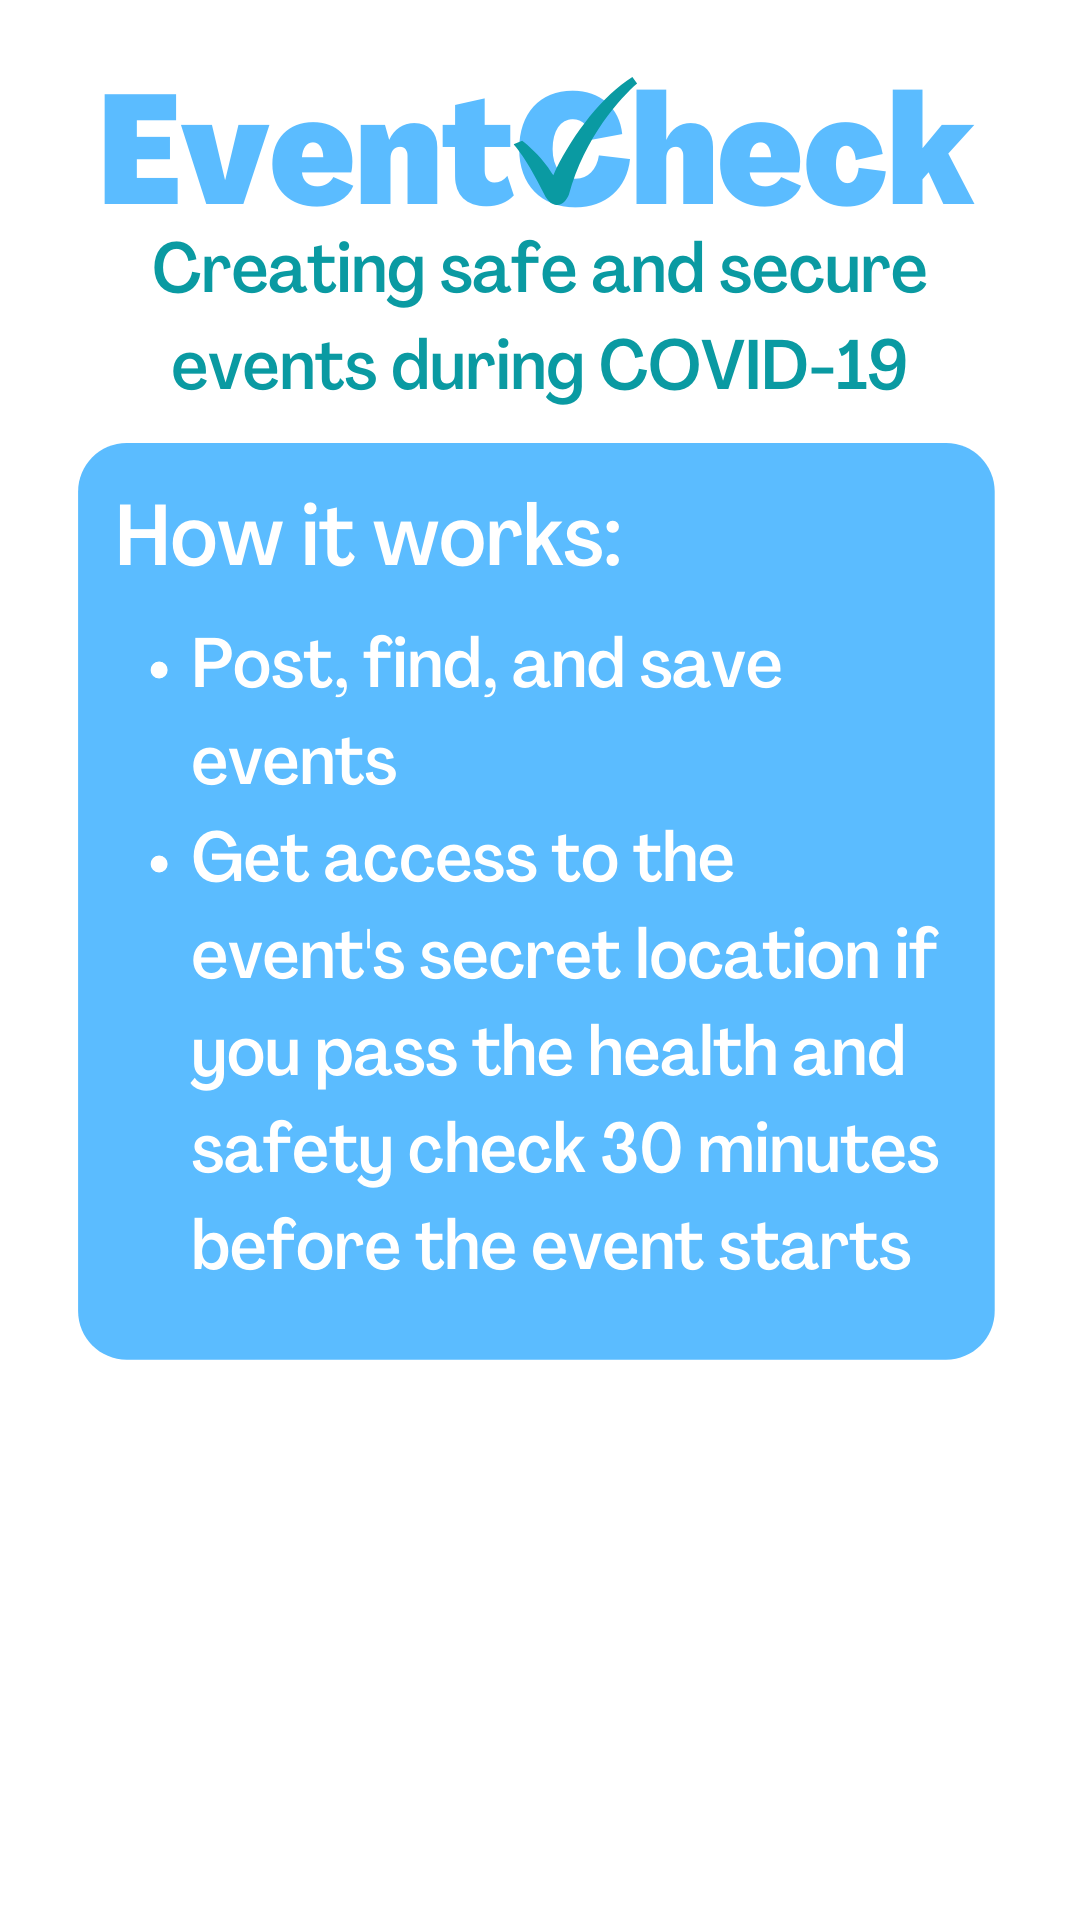 EventCheck
Creating safe and secure
events during COVID-19
How it works:
• Post, find, and save
events
• Get access to the
event's secret location if
you pass the health and
safety check 30 minutes
before the event starts